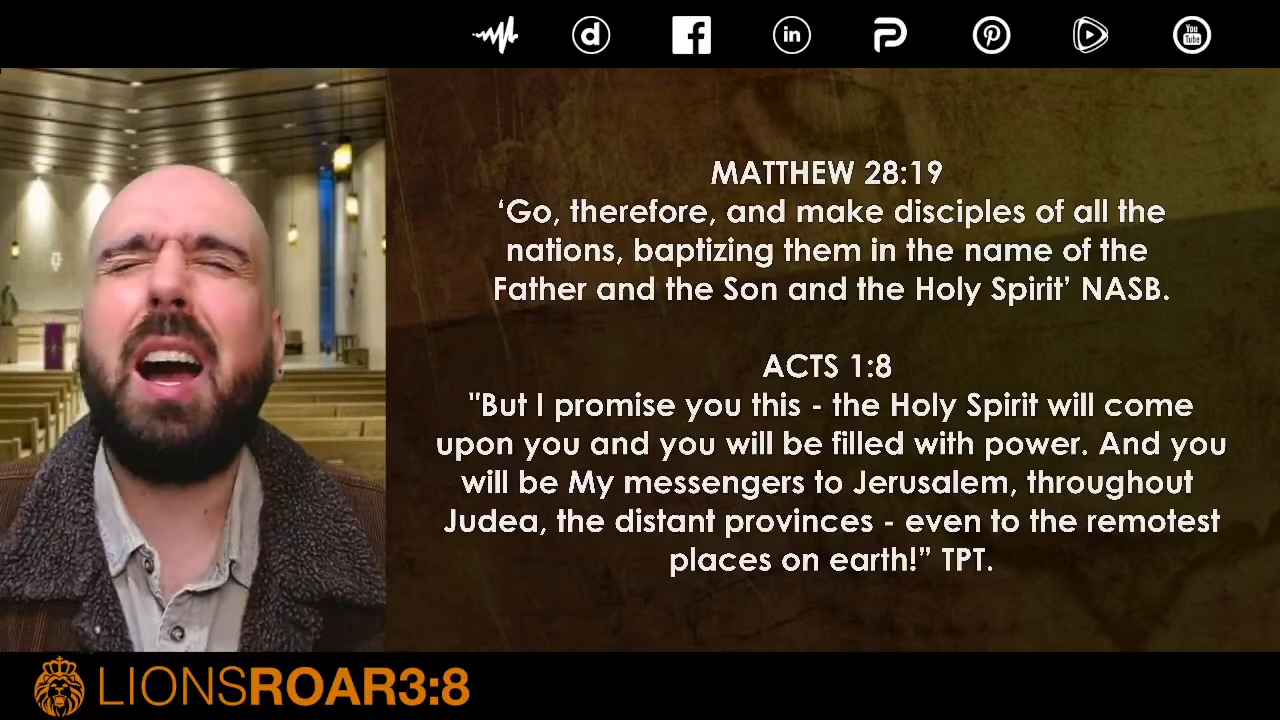 d
f
in
P
You
Tube
MATTHEW 28:19
‘Go, therefore, and make disciples of all the
nations, baptizing them in the name of the
Father and the Son and the Holy Spirit’ NASB.
ACTS 1:8
"But I promise you this - the Holy Spirit will come
upon you and you will be filled with power. And you
will be My messengers to Jerusalem, throughout
Judea, the distant provinces - even to the remotest
places on earth!” TPT.
LIONSROAR3:8